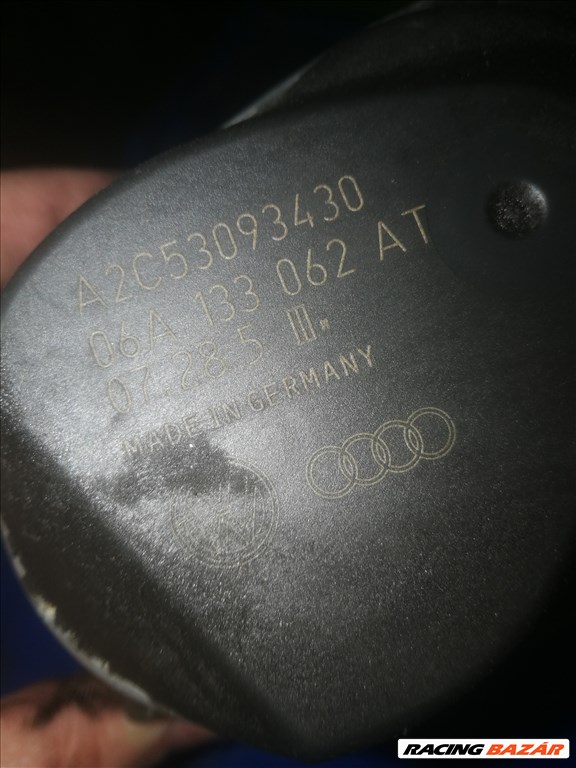 A2C53093430
06A 133 062 AT
07 28 5 III
MADE IN GERMANY
RACING BAZÁR